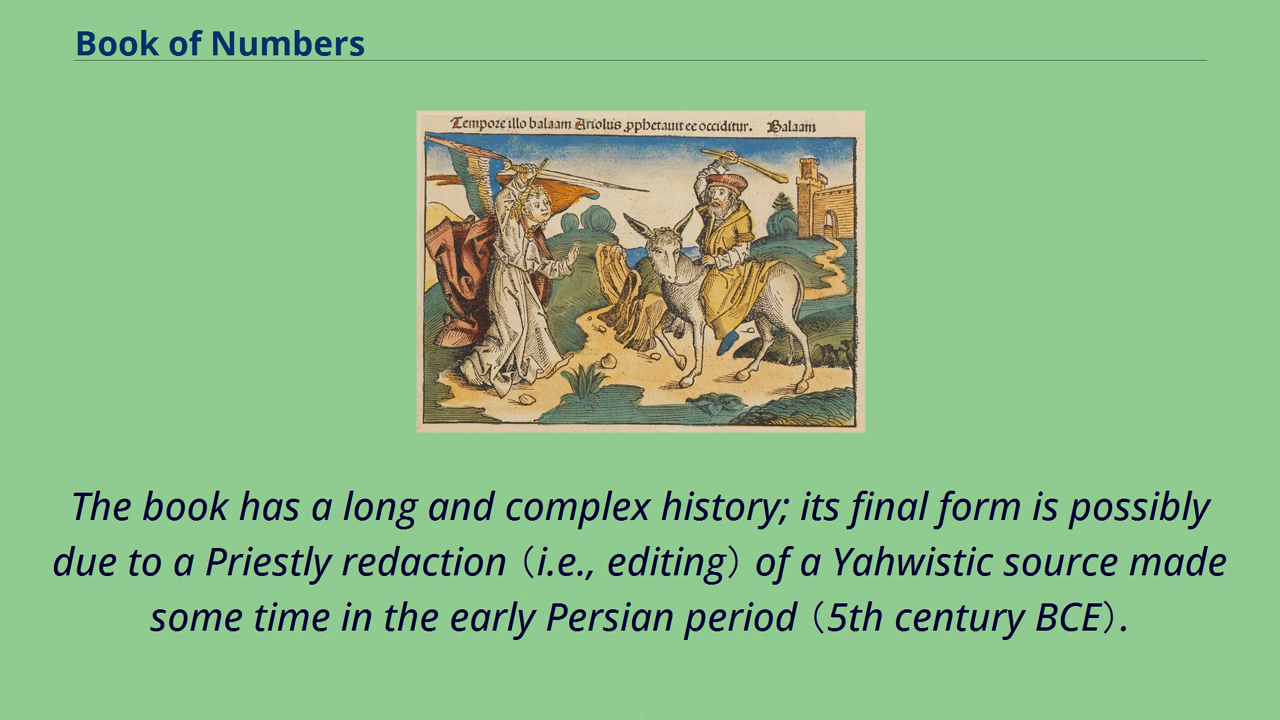 Book of Numbers
Tempore illo balaam Ariolus ꝓphetauit ee occiditur. Balaam
The book has a long and complex history; its final form is possibly
due to a Priestly redaction (i.e., editing) of a Yahwistic source made
some time in the early Persian period (5th century BCE).